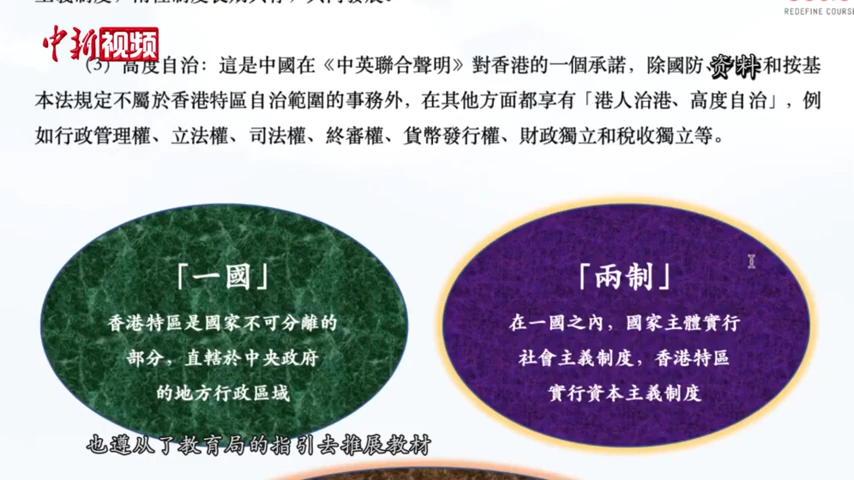 REDEFINE COURSE
中新视频
(3) 高度自治：這是中國在《中英聯合聲明》對香港的一個承諾，除國防、
资料
和按基
本法規定不屬於香港特區自治範圍的事務外，在其他方面都享有「港人治港、高度自治」，例
如行政管理權、立法權、司法權、終審權、貨幣發行權、財政獨立和稅收獨立等。
「一國」
香港特區是國家不可分離的
部分，直轄於中央政府
的地方行政區域
「兩制」
在一國之內，國家主體實行
社會主義制度，香港特區
實行資本主義制度
也遵从了教育局的指引去推展教材